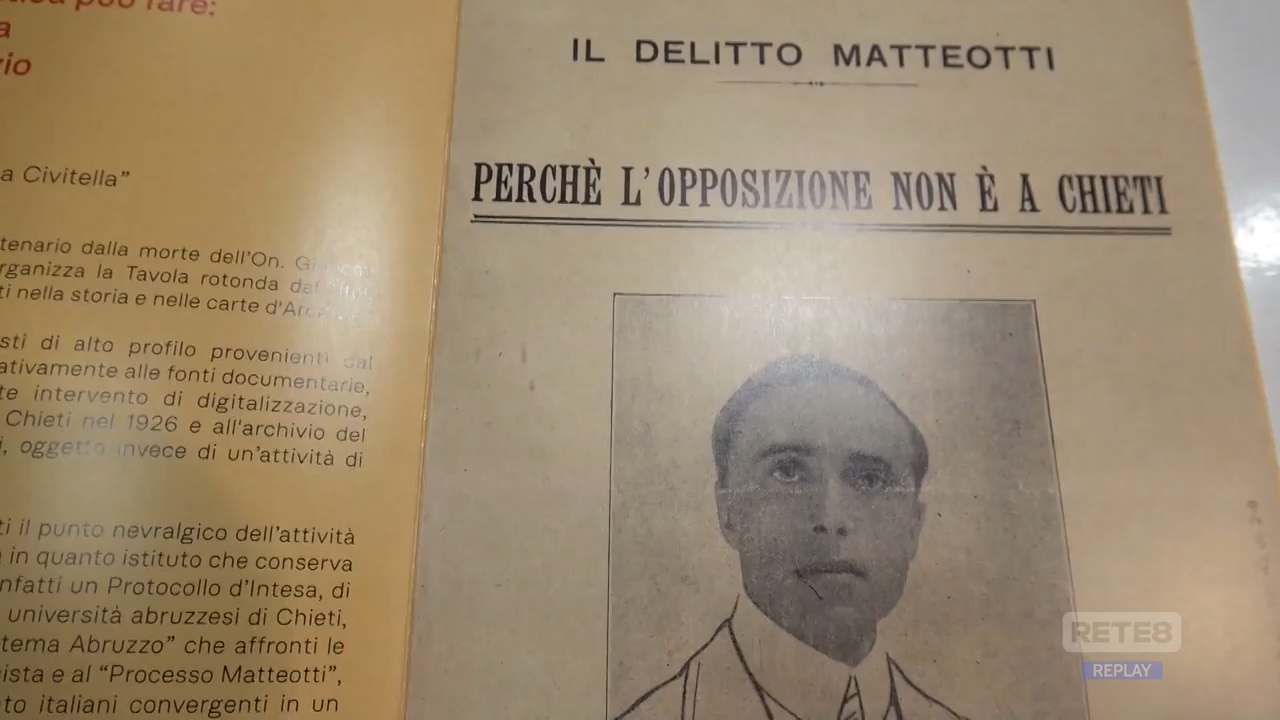 può fare:
a
io
a Civitella”
tenario dalla morte dell’On.
rganizza la Tavola rotonda
ti nella storia e nelle carte
sti di alto profilo provenienti dal
ativamente alle fonti documentarie,
te intervento di digitalizzazione,
Chieti nel 1926 e all'archivio del
i, oggetto invece di un’attività di
ti il punto nevralgico dell’attività
in quanto istituto che conserva
nfatti un Protocollo d’Intesa, di
università abruzzesi di Chieti,
tema Abruzzo” che affronti le
ista e al “Processo Matteotti”,
to italiani convergenti in un
IL DELITTO MATTEOTTI
PERCHÈ L'OPPOSIZIONE NON È A CHIETI
RETE8
REPLAY